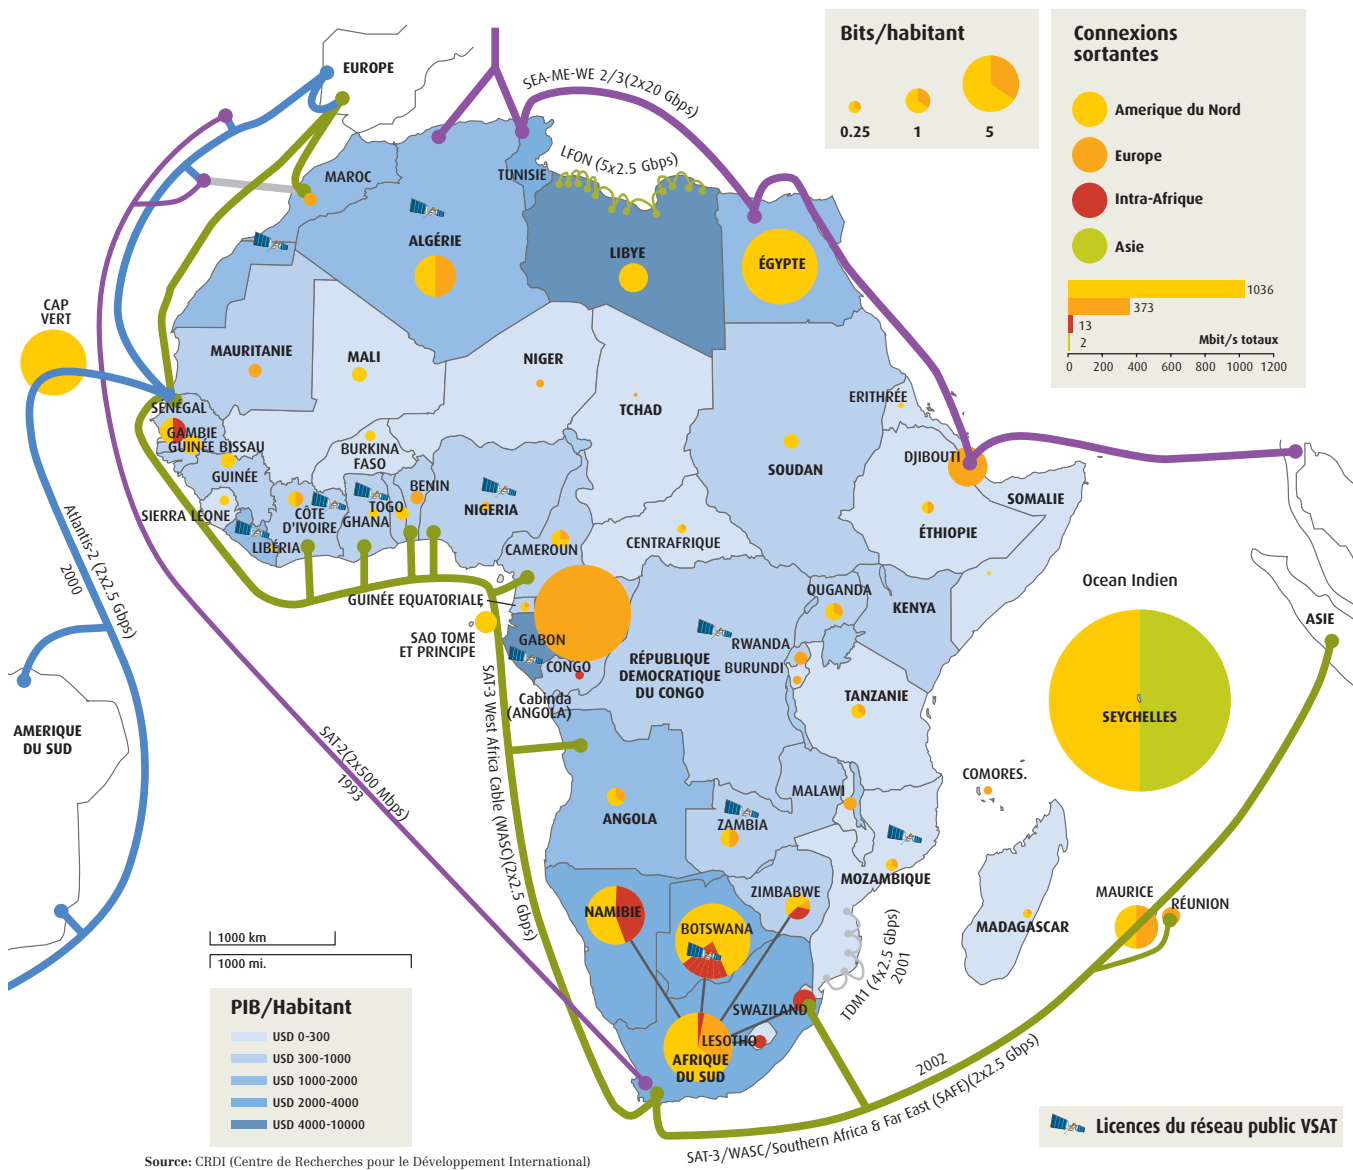 Bits/habitant
0.25
1
5
Connexions
sortantes
Amerique du Nord
Europe
Intra-Afrique
Asie
1036
373
13
2
Mbit/s totaux
0
200
400
600
800
1000
1200
EUROPE
SEA-ME-WE 2/3(2x20 Gbps)
LFON (5x2.5 Gbps)
MAROC
TUNISIE
ALGÉRIE
LIBYE
ÉGYPTE
CAP
VERT
MAURITANIE
MALI
NIGER
TCHAD
ERITHRÉE
SÉNÉGAL
GAMBIE
GUINÉE BISSAU
GUINÉE
BURKINA
FASO
SOUDAN
DJIBOUTI
BENIN
SOMALIE
SIERRA LEONE
CÔTE
D'IVOIRE
TOGO
GHANA
NIGERIA
LIBÉRIA
CENTRAFRIQUE
ÉTHIOPIE
CAMEROUN
Atlantis-2 (2x2.5 Gbps)
2000
GUINÉE EQUATORIALE
OUGANDA
KENYA
Ocean Indien
ASIE
SAO TOME
ET PRINCIPE
GABON
CONGO
RÉPUBLIQUE
DEMOCRATIQUE
DU CONGO
RWANDA
BURUNDI
TANZANIE
SEYCHELLES
Cabinda
(ANGOLA)
AMERIQUE
DU SUD
SAT-2(2x500 Mbps)
1993
SAT-3 West Africa Cable (WASC)(2x2.5 Gbps)
COMORES.
MALAWI
ANGOLA
ZAMBIA
MOZAMBIQUE
ZIMBABWE
NAMIBIE
BOTSWANA
MADAGASCAR
MAURICE
RÉUNION
TDM1 (4x2.5 Gbps)
2001
SWAZILAND
LESOTHO
AFRIQUE
DU SUD
2002
SAT-3/WASC/Southern Africa & Far East (SAFE)(2x2.5 Gbps)
1000 km
1000 mi.
PIB/Habitant
USD 0-300
USD 300-1000
USD 1000-2000
USD 2000-4000
USD 4000-10000
Licences du réseau public VSAT
Source: CRDI (Centre de Recherches pour le Développement International)